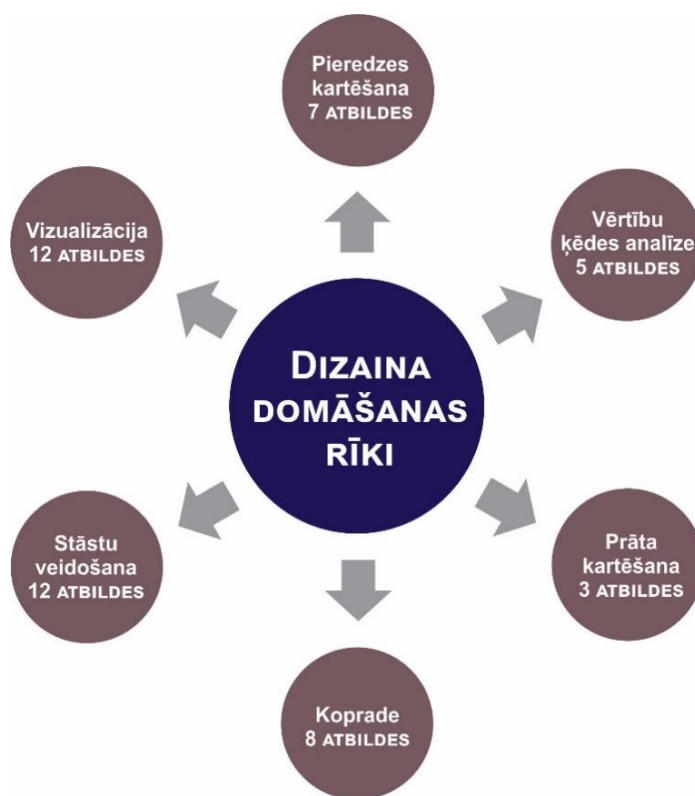 Pieredzes
kartēšana
7 ATBILDES
Vizualizācija
12 ATBILDES
Vērtību
ķēdes analīze
5 ATBILDES
DIZAINA
DOMĀŠANAS
RĪKI
Stāstu
veidošana
12 ATBILDES
Prāta
kartēšana
3 ATBILDES
Koprade
8 ATBILDES